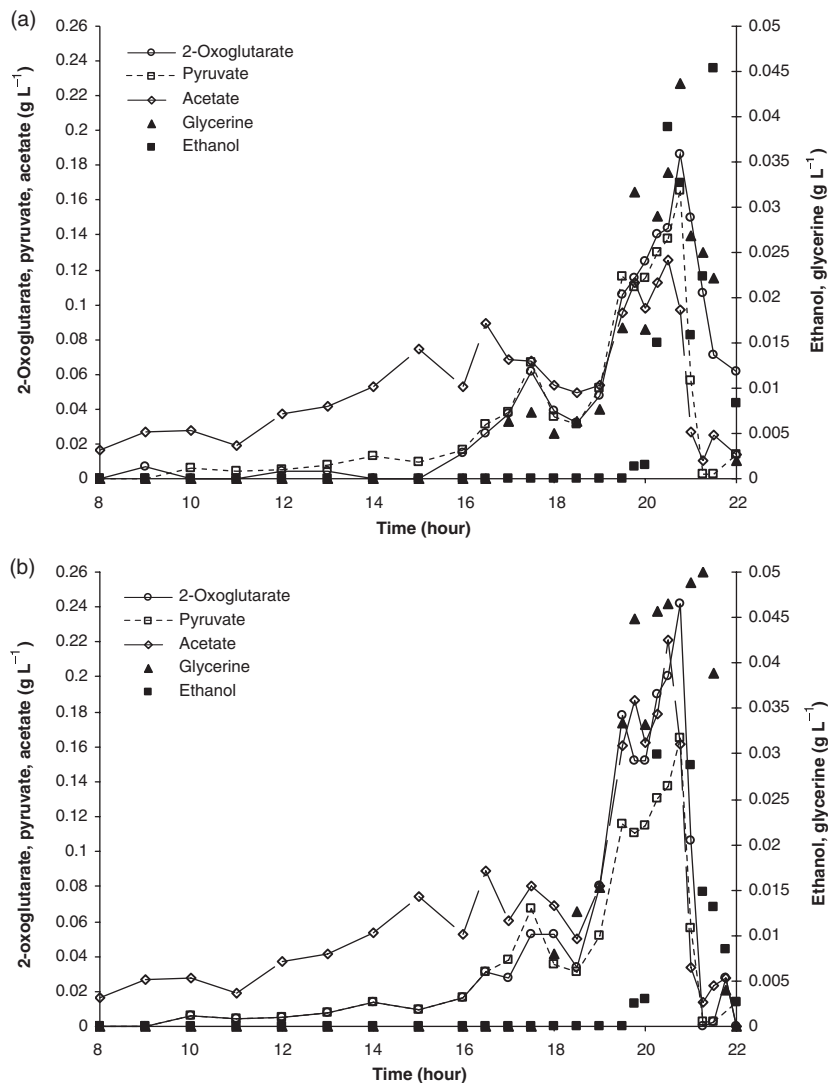 (a)
0.26
0.24
0.22
0.2
0.18
0.16
0.14
0.12
0.1
0.08
0.06
0.04
0.02
0
2-Oxoglutarate, pyruvate, acetate (g L⁻¹)
2-Oxoglutarate
Pyruvate
Acetate
Glycerine
Ethanol
0.05
0.045
0.04
0.035
0.03
0.025
0.02
0.015
0.01
0.005
0
Ethanol, glycerine (g L⁻¹)
8 10 12 14 16 18 20 22
Time (hour)
(b)
0.26
0.24
0.22
0.2
0.18
0.16
0.14
0.12
0.1
0.08
0.06
0.04
0.02
0
2-oxoglutarate, pyruvate, acetate (g L⁻¹)
2-Oxoglutarate
Pyruvate
Acetate
Glycerine
Ethanol
0.05
0.045
0.04
0.035
0.03
0.025
0.02
0.015
0.01
0.005
0
Ethanol, glycerine (g L⁻¹)
8 10 12 14 16 18 20 22
Time (hour)